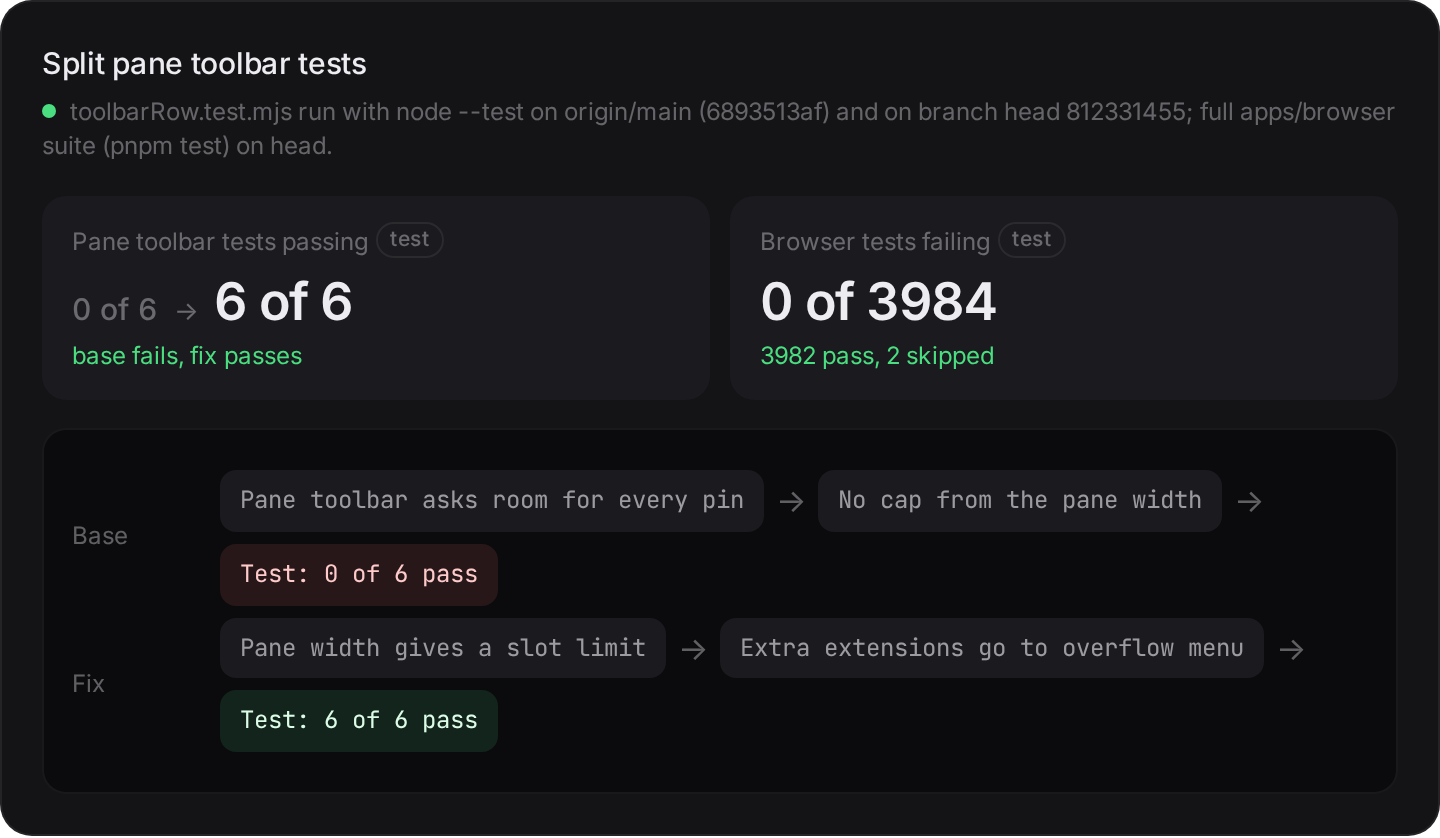 Split pane toolbar tests
toolbarRow.test.mjs run with node --test on origin/main (6893513af) and on branch head 812331455; full apps/browser
suite (pnpm test) on head.
Pane toolbar tests passing test
0 of 6 → 6 of 6
base fails, fix passes
Browser tests failing test
0 of 3984
3982 pass, 2 skipped
Base
Pane toolbar asks room for every pin → No cap from the pane width →
Test: 0 of 6 pass
Fix
Pane width gives a slot limit → Extra extensions go to overflow menu →
Test: 6 of 6 pass